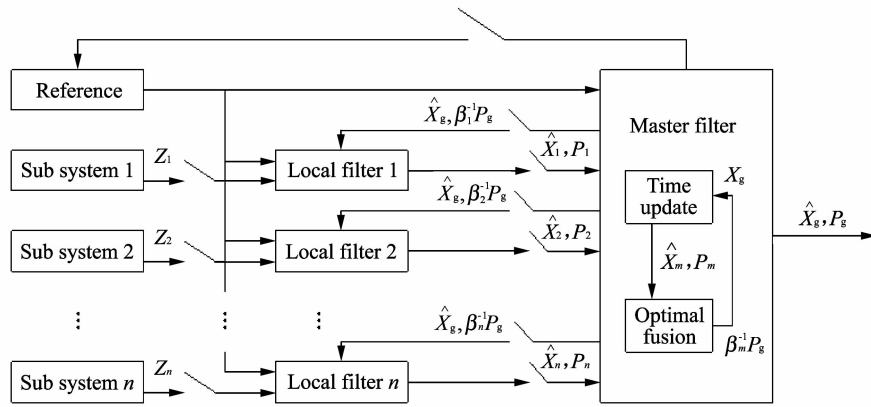 Reference
X̂g, β₁⁻¹Pg
Master filter
Sub system 1
Z₁
Local filter 1
X̂₁, P₁
X̂g, β₂⁻¹Pg
Time
update
Xg
Sub system 2
Z₂
Local filter 2
X̂₂, P₂
X̂m, Pm
X̂g, Pg
⋮ ⋮ ⋮
X̂g, βn⁻¹Pg
Optimal
fusion
βm⁻¹Pg
Sub system n
Zn
Local filter n
X̂n, Pn